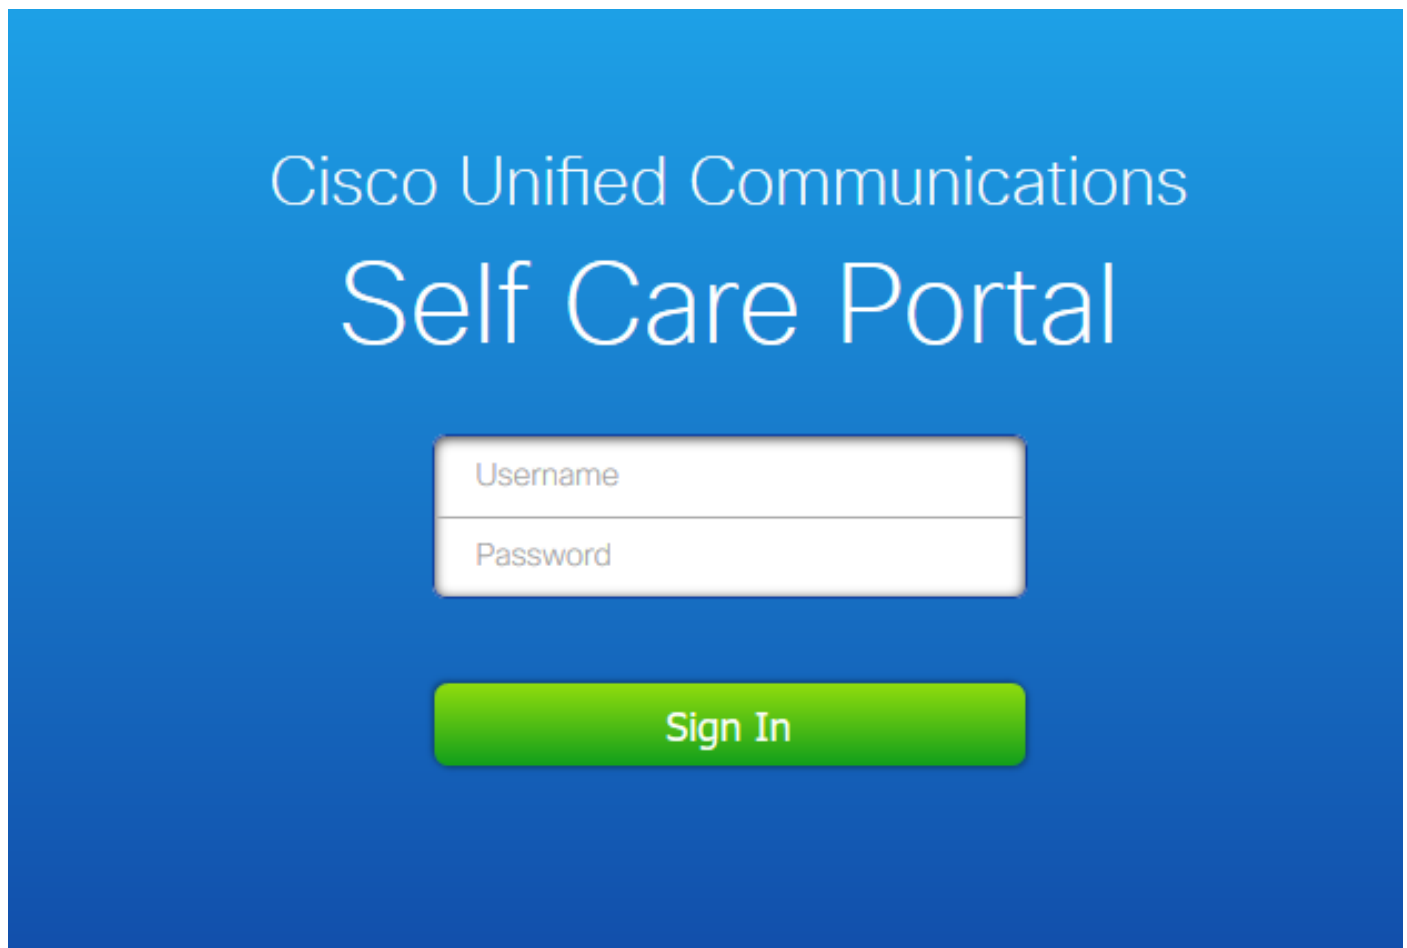 Cisco Unified Communications
Self Care Portal
Username
Password
Sign In